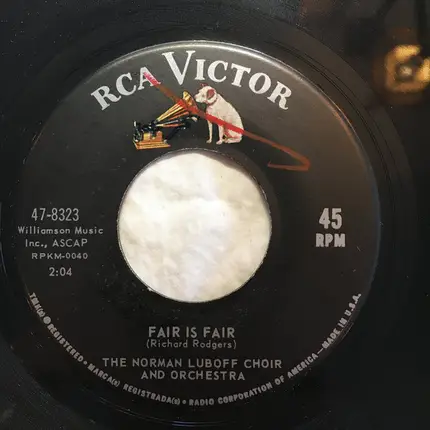 RCA VICTOR
47-8323
Williamson Music
Inc., ASCAP
RPKM-0040
2:04
45
RPM
FAIR IS FAIR
(Richard Rodgers)
THE NORMAN LUBOFF CHOIR
AND ORCHESTRA
TMK(S) ® REGISTERED • MARCA(S) REGISTRADA(S) • RADIO CORPORATION OF AMERICA—MADE IN U.S.A.